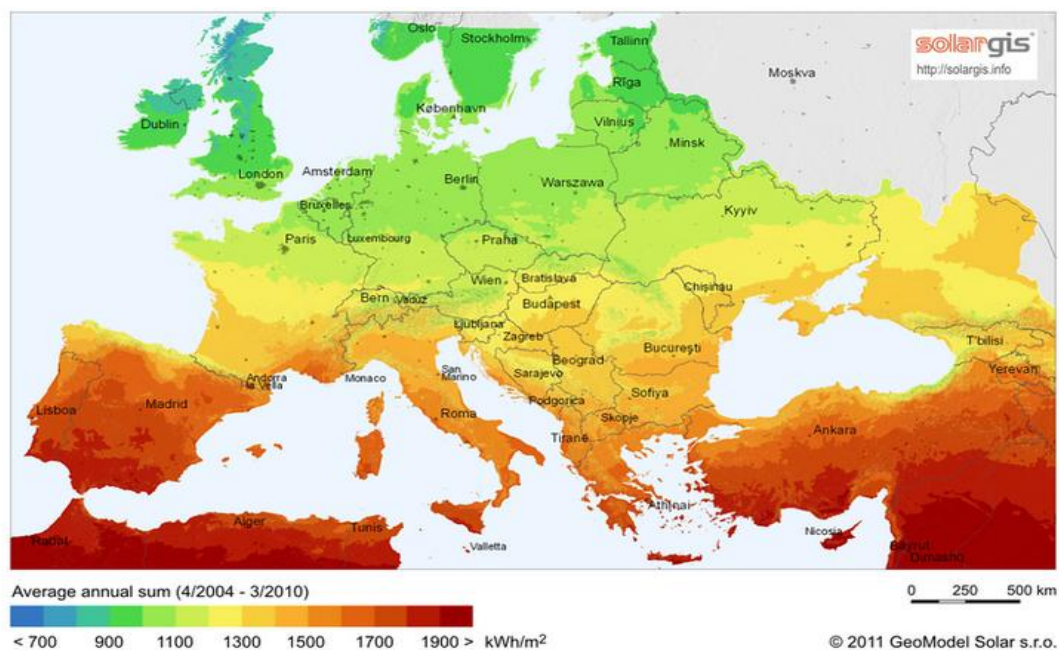 Oslo
Stockholm
Tallinn
solargis
http://solargis.info
Moskva
Rīga
København
Vilnius
Dublin
Minsk
London
Amsterdam
Berlin
Warszawa
Bruxelles
Kyyiv
Paris
Luxembourg
Praha
Wien
Bratislava
Chişinău
Bern
Vaduz
Budapest
Ljubljana
Zagreb
T'bilisi
Bucureşti
Beograd
Yerevan
Andorra
la Vella
Monaco
San
Marino
Sarajevo
Sofiya
Podgorica
Lisboa
Madrid
Roma
Skopje
Ankara
Tiranë
Athínai
Alger
Tunis
Nicosia
Rabat
Valletta
Bayrut
Dimashq
Average annual sum (4/2004 - 3/2010)
0 250 500 km
< 700 900 1100 1300 1500 1700 1900 > kWh/m²
© 2011 GeoModel Solar s.r.o.